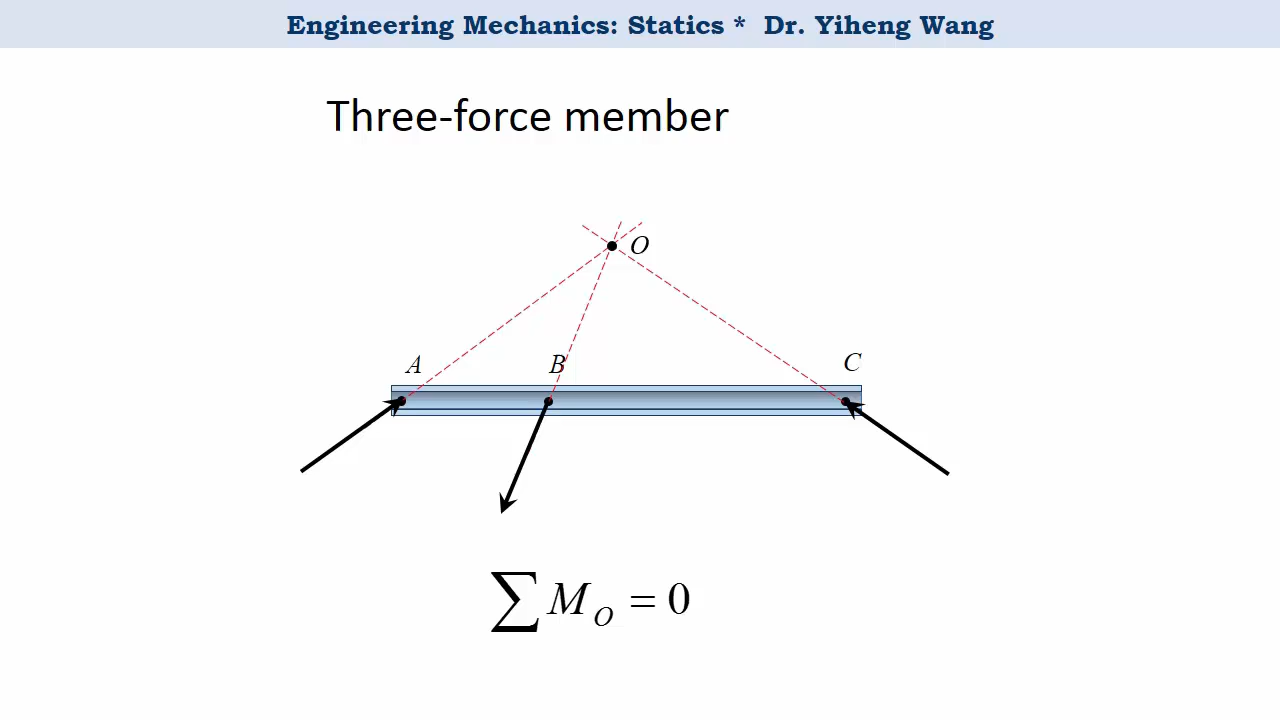 Engineering Mechanics: Statics * Dr. Yiheng Wang
Three-force member
O
A
B
C
∑ M_O = 0